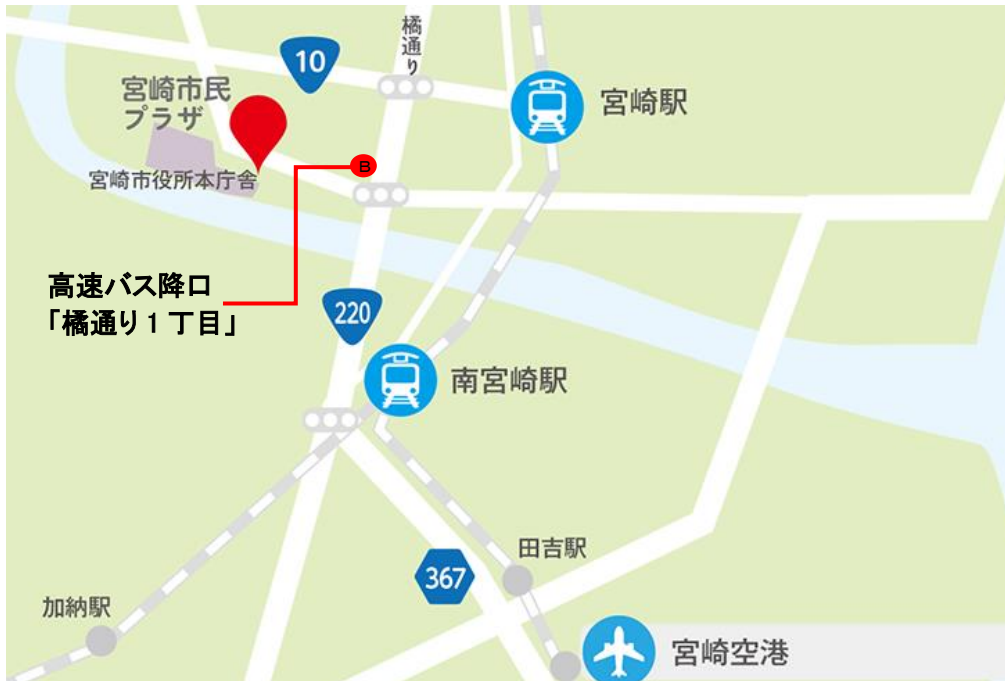 橘通り
10
宮崎市民
プラザ
宮崎駅
B
宮崎市役所本庁舎
高速バス降口
「橘通り１丁目」
220
南宮崎駅
田吉駅
367
加納駅
宮崎空港